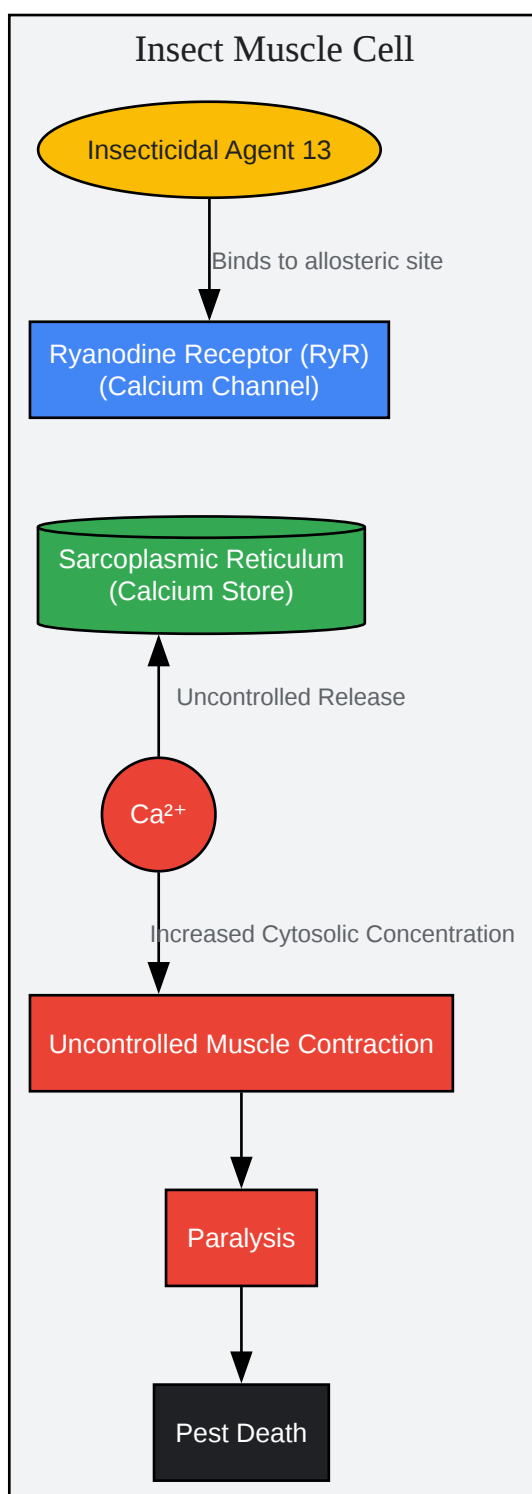 Insect Muscle Cell
Insecticidal Agent 13
Binds to allosteric site
Ryanodine Receptor (RyR)
(Calcium Channel)
Sarcoplasmic Reticulum
(Calcium Store)
Uncontrolled Release
Ca²⁺
Increased Cytosolic Concentration
Uncontrolled Muscle Contraction
Paralysis
Pest Death